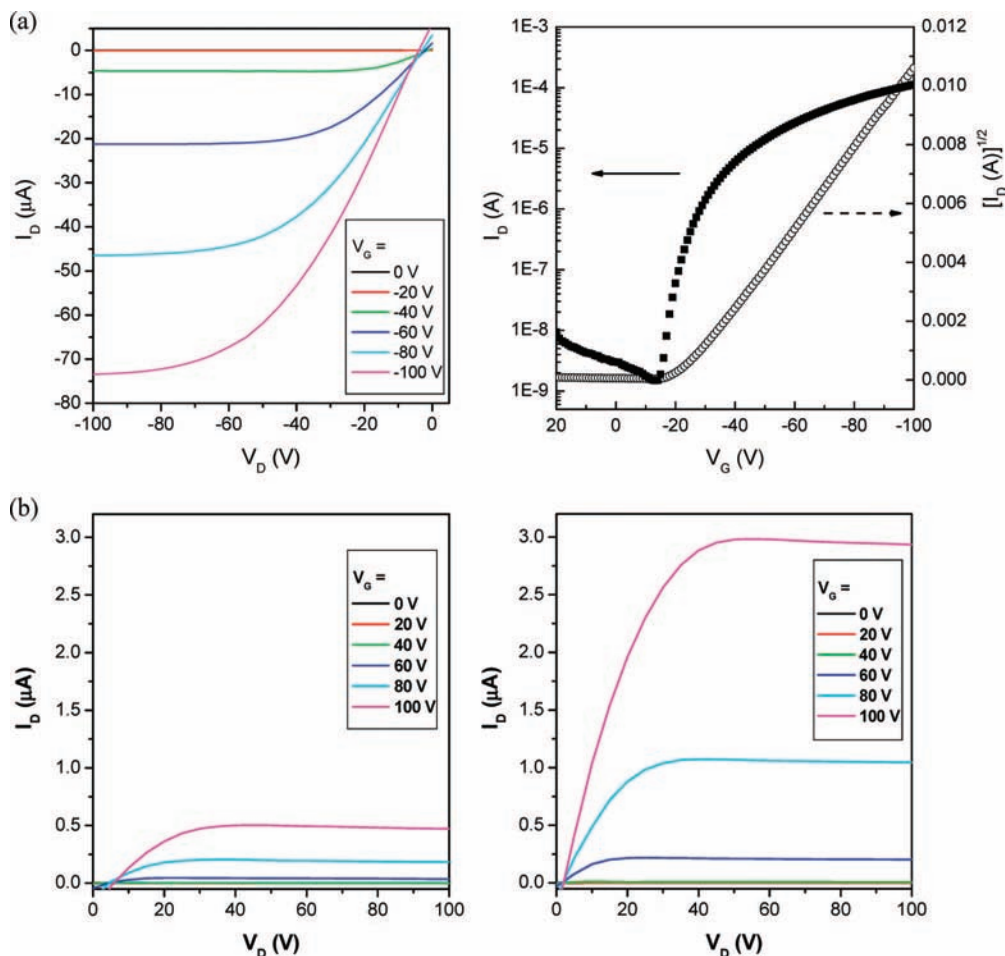 (a)
0
-10
-20
-30
-40
-50
-60
-70
-80
I_D (μA)
-100 -80 -60 -40 -20 0
V_D (V)
V_G =
0 V
-20 V
-40 V
-60 V
-80 V
-100 V
1E-3
1E-4
1E-5
1E-6
1E-7
1E-8
1E-9
I_D (A)
20 0 -20 -40 -60 -80 -100
V_G (V)
0.012
0.010
0.008
0.006
0.004
0.002
0.000
[I_D (A)]^1/2
(b)
3.0
2.5
2.0
1.5
1.0
0.5
0.0
I_D (μA)
0 20 40 60 80 100
V_D (V)
V_G =
0 V
20 V
40 V
60 V
80 V
100 V
3.0
2.5
2.0
1.5
1.0
0.5
0.0
I_D (μA)
0 20 40 60 80 100
V_D (V)
V_G =
0 V
20 V
40 V
60 V
80 V
100 V